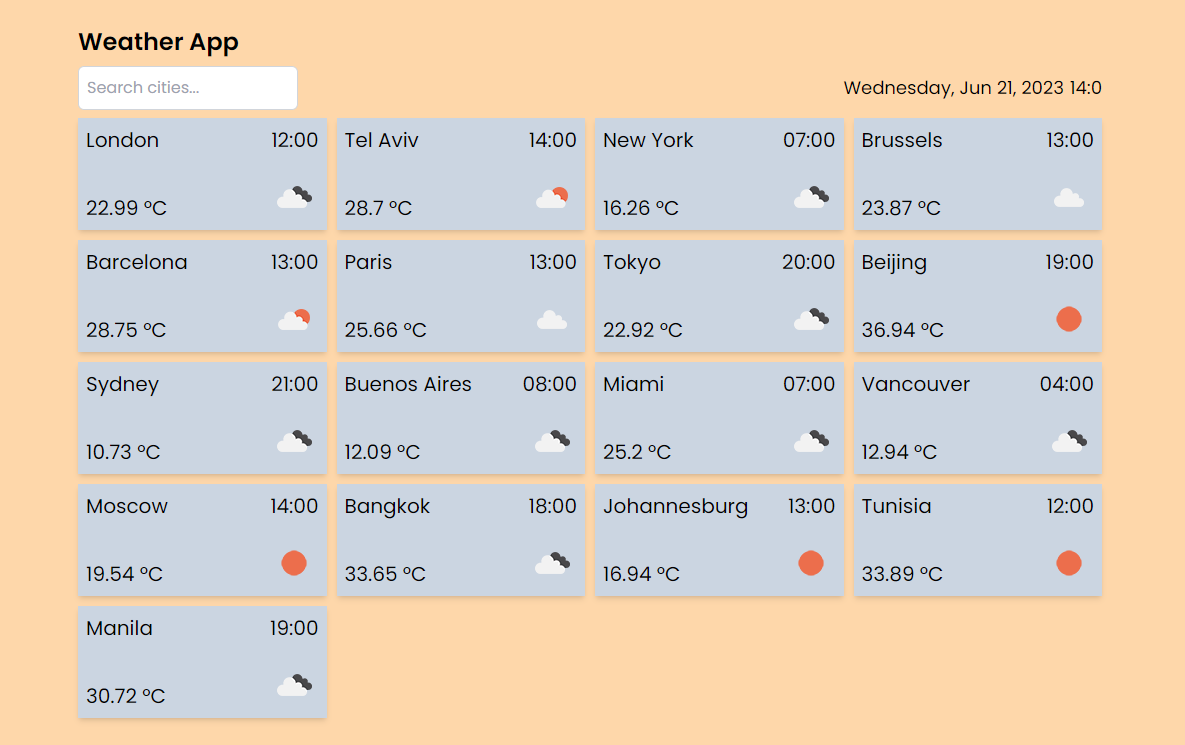 Weather App
Search cities...
Wednesday, Jun 21, 2023 14:0
London 12:00
22.99 °C
Tel Aviv 14:00
28.7 °C
New York 07:00
16.26 °C
Brussels 13:00
23.87 °C
Barcelona 13:00
28.75 °C
Paris 13:00
25.66 °C
Tokyo 20:00
22.92 °C
Beijing 19:00
36.94 °C
Sydney 21:00
10.73 °C
Buenos Aires 08:00
12.09 °C
Miami 07:00
25.2 °C
Vancouver 04:00
12.94 °C
Moscow 14:00
19.54 °C
Bangkok 18:00
33.65 °C
Johannesburg 13:00
16.94 °C
Tunisia 12:00
33.89 °C
Manila 19:00
30.72 °C